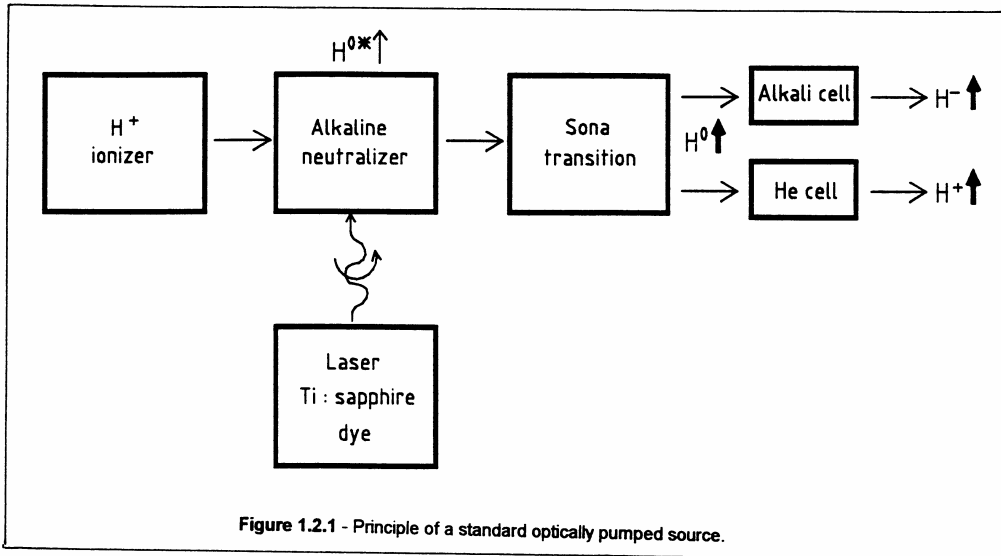 H⁰* ↑
H⁺
ionizer
Alkaline
neutralizer
Sona
transition
H⁰ ↑
Alkali cell
H⁻ ↑
He cell
H⁺ ↑
Laser
Ti : sapphire
dye
Figure 1.2.1 - Principle of a standard optically pumped source.